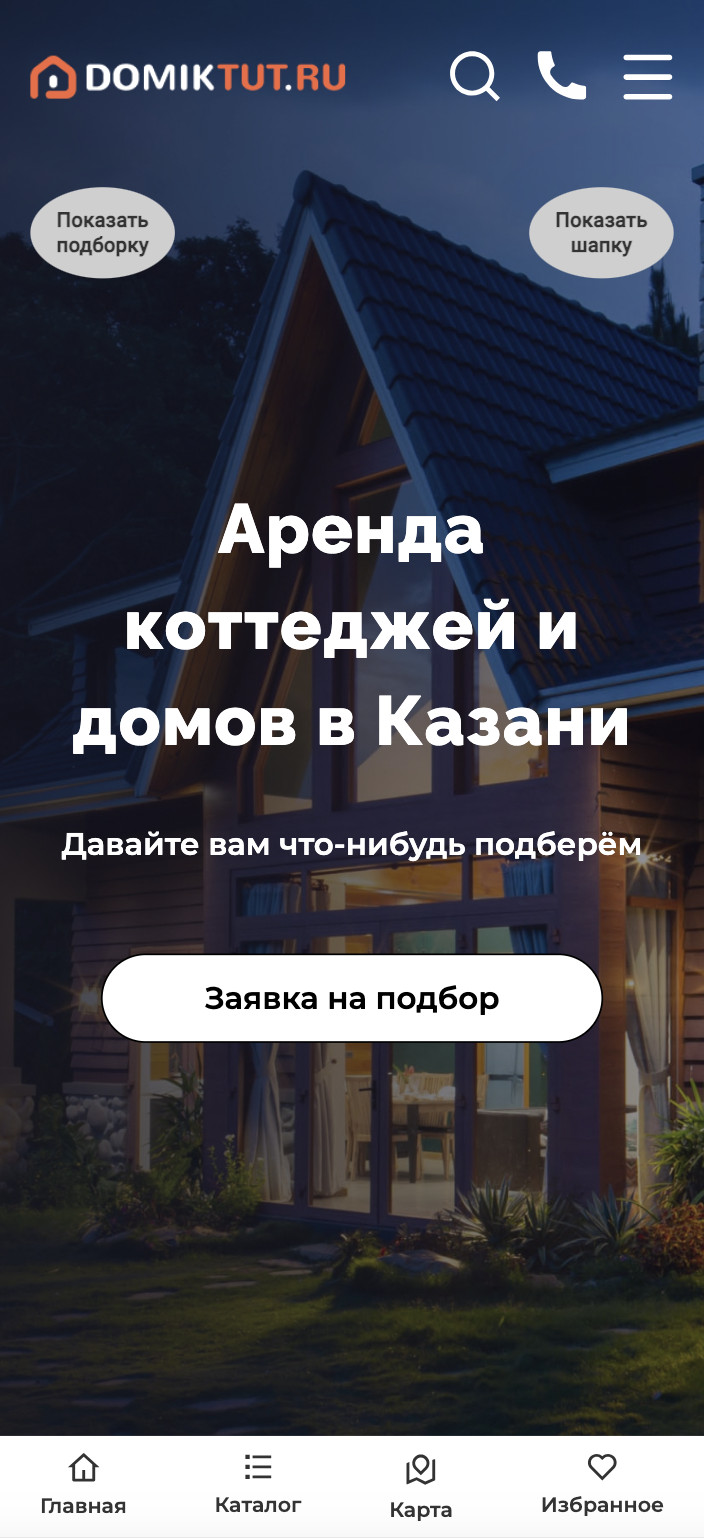 DOMIKTUT.RU
Показать
подборку
Показать
шапку
Аренда
коттеджей и
домов в Казани
Давайте вам что-нибудь подберём
Заявка на подбор
Главная
Каталог
Карта
Избранное